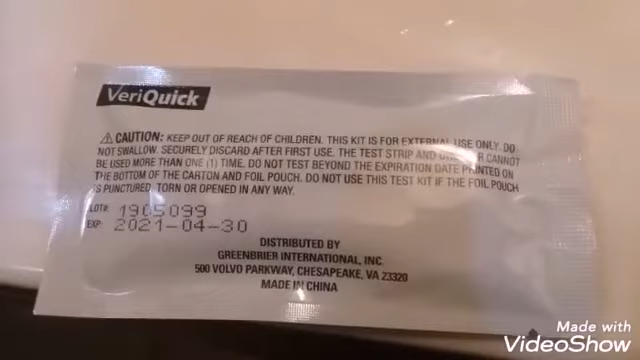 VeriQuick
⚠ CAUTION: KEEP OUT OF REACH OF CHILDREN. THIS KIT IS FOR EXTERNAL USE ONLY. DO
NOT SWALLOW. SECURELY DISCARD AFTER FIRST USE. THE TEST STRIP AND CANNOT
BE USED MORE THAN ONE (1) TIME. DO NOT TEST BEYOND THE EXPIRATION DATE PRINTED ON
THE BOTTOM OF THE CARTON AND FOIL POUCH. DO NOT USE THIS TEST KIT IF THE FOIL POUCH
IS PUNCTURED, TORN OR OPENED IN ANY WAY.
LOT#: 1905099
EXP: 2021-04-30
DISTRIBUTED BY
GREENBRIER INTERNATIONAL, INC.
500 VOLVO PARKWAY, CHESAPEAKE, VA 23320
MADE IN CHINA
Made with
VideoShow